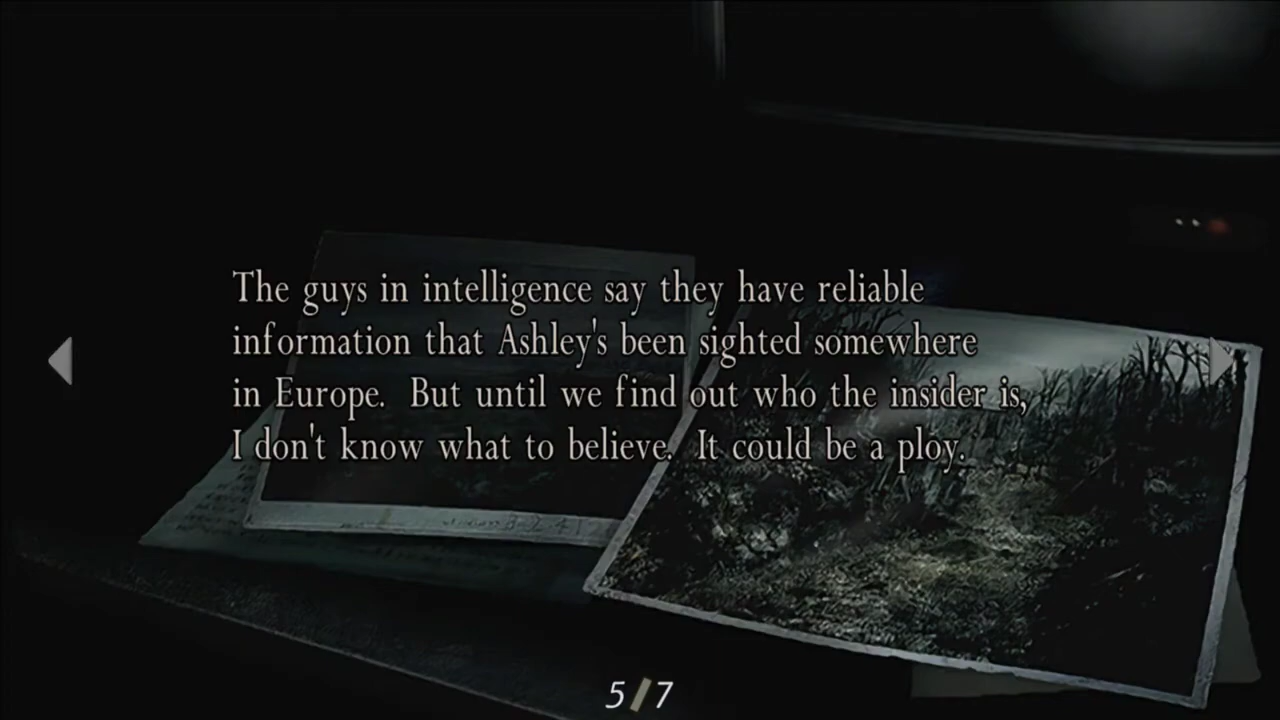 The guys in intelligence say they have reliable
information that Ashley's been sighted somewhere
in Europe.  But until we find out who the insider is,
I don't know what to believe.  It could be a ploy.
5/7